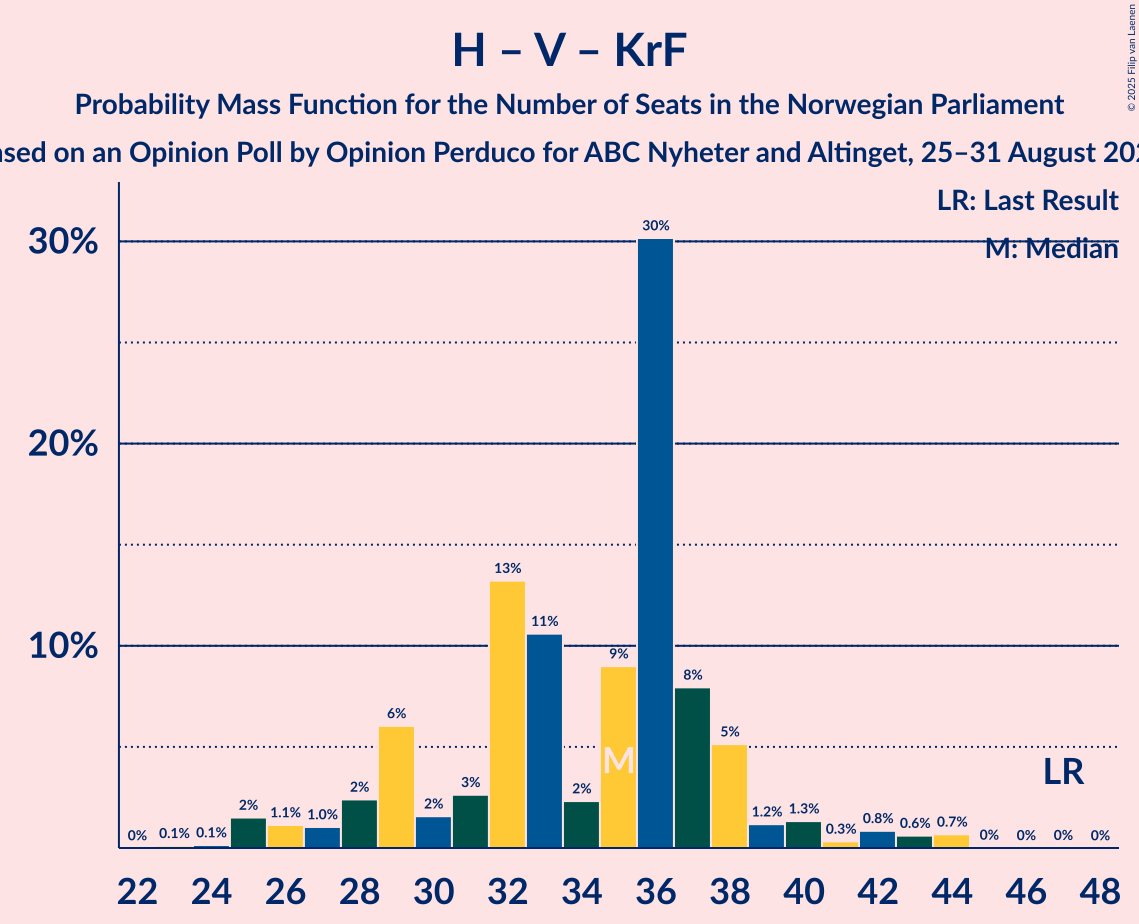 H – V – KrF
Probability Mass Function for the Number of Seats in the Norwegian Parliament
on an Opinion Poll by Opinion Perduco for ABC Nyheter and Altinget, 25–31 August
© 2025 Filip van Laenen
LR: Last Result
M: Median
30%
20%
10%
0% 0.1% 0.1% 2% 1.1% 1.0% 2% 6% 2% 3% 13% 11% 2% 9% 30% 8% 5% 1.2% 1.3% 0.3% 0.8% 0.6% 0.7% 0% 0% 0% 0%
M
LR
22 24 26 28 30 32 34 36 38 40 42 44 46 48